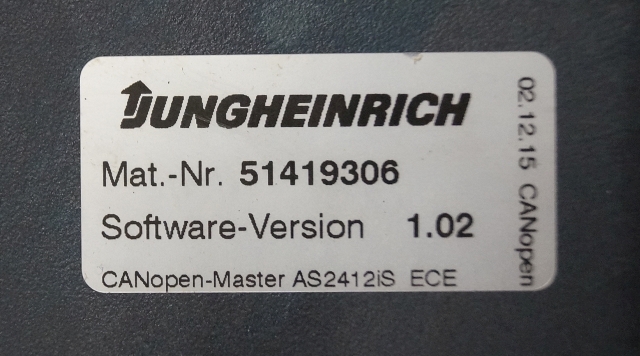 JUNGHEINRICH
Mat.-Nr. 51419306
Software-Version 1.02
CANopen-Master AS2412iS ECE
02.12.15 CANopen